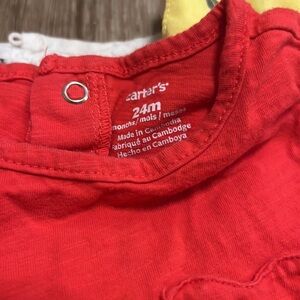 carter's®
24m
months / mois / meses
Made in Cambodia
Fabriqué au Cambodge
Hecho en Camboya